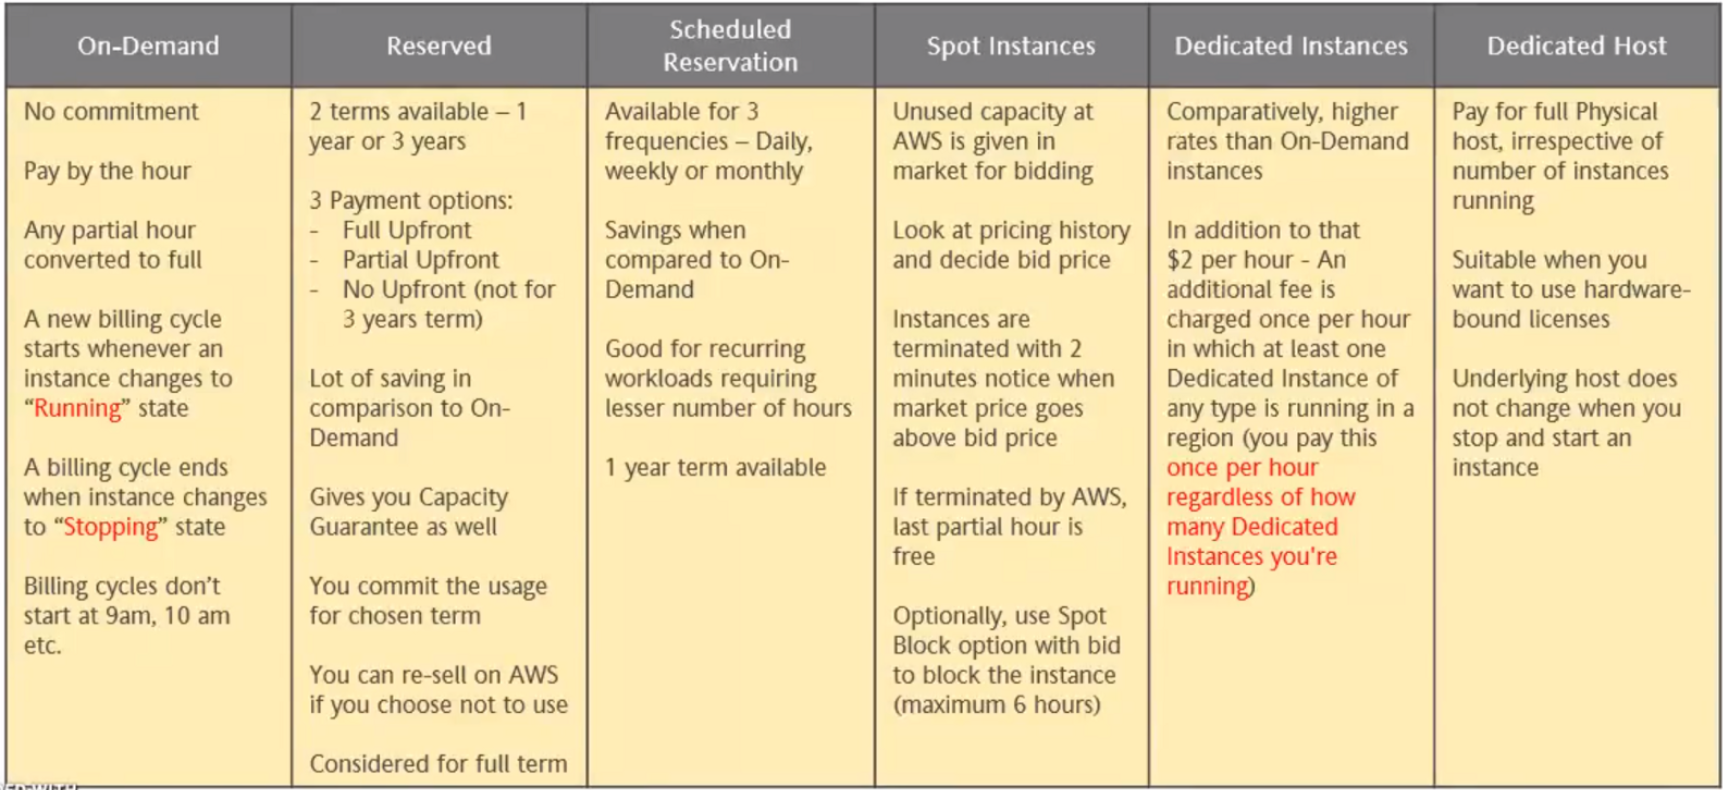 On-Demand
No commitment
Pay by the hour
Any partial hour
converted to full
A new billing cycle
starts whenever an
instance changes to
“Running” state
A billing cycle ends
when instance changes
to “Stopping” state
Billing cycles don’t
start at 9am, 10 am
etc.
Reserved
2 terms available – 1
year or 3 years
3 Payment options:
- Full Upfront
- Partial Upfront
- No Upfront (not for
3 years term)
Lot of saving in
comparison to On-
Demand
Gives you Capacity
Guarantee as well
You commit the usage
for chosen term
You can re-sell on AWS
if you choose not to use
Considered for full term
Scheduled
Reservation
Available for 3
frequencies – Daily,
weekly or monthly
Savings when
compared to On-
Demand
Good for recurring
workloads requiring
lesser number of hours
1 year term available
Spot Instances
Unused capacity at
AWS is given in
market for bidding
Look at pricing history
and decide bid price
Instances are
terminated with 2
minutes notice when
market price goes
above bid price
If terminated by AWS,
last partial hour is
free
Optionally, use Spot
Block option with bid
to block the instance
(maximum 6 hours)
Dedicated Instances
Comparatively, higher
rates than On-Demand
instances
In addition to that
$2 per hour - An
additional fee is
charged once per hour
in which at least one
Dedicated Instance of
any type is running in a
region (you pay this
once per hour
regardless of how
many Dedicated
Instances you're
running)
Dedicated Host
Pay for full Physical
host, irrespective of
number of instances
running
Suitable when you
want to use hardware-
bound licenses
Underlying host does
not change when you
stop and start an
instance